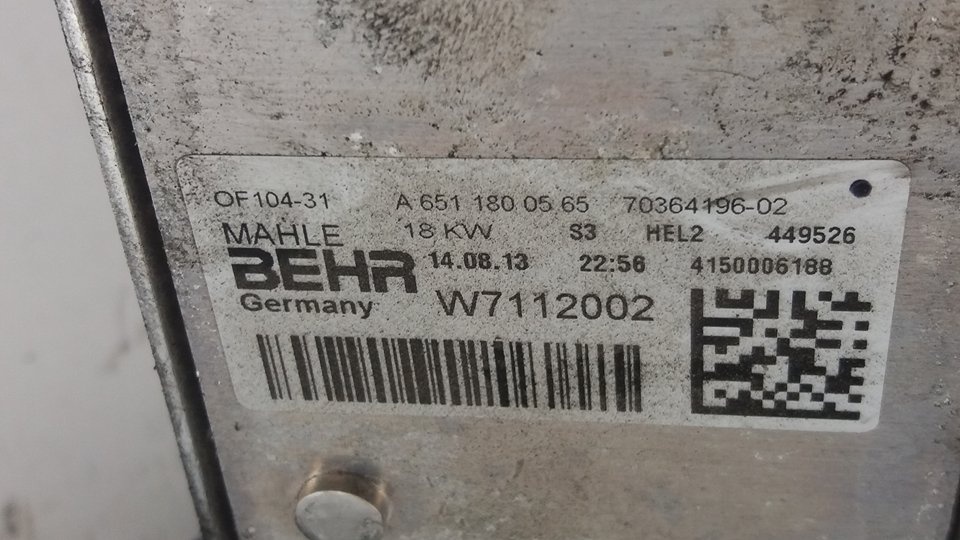 OF104-31 A 651 180 05 65 70364196-02
MAHLE 18 KW S3 HEL2 449526
BEHR 14.08.13 22:56 4150006188
Germany W7112002